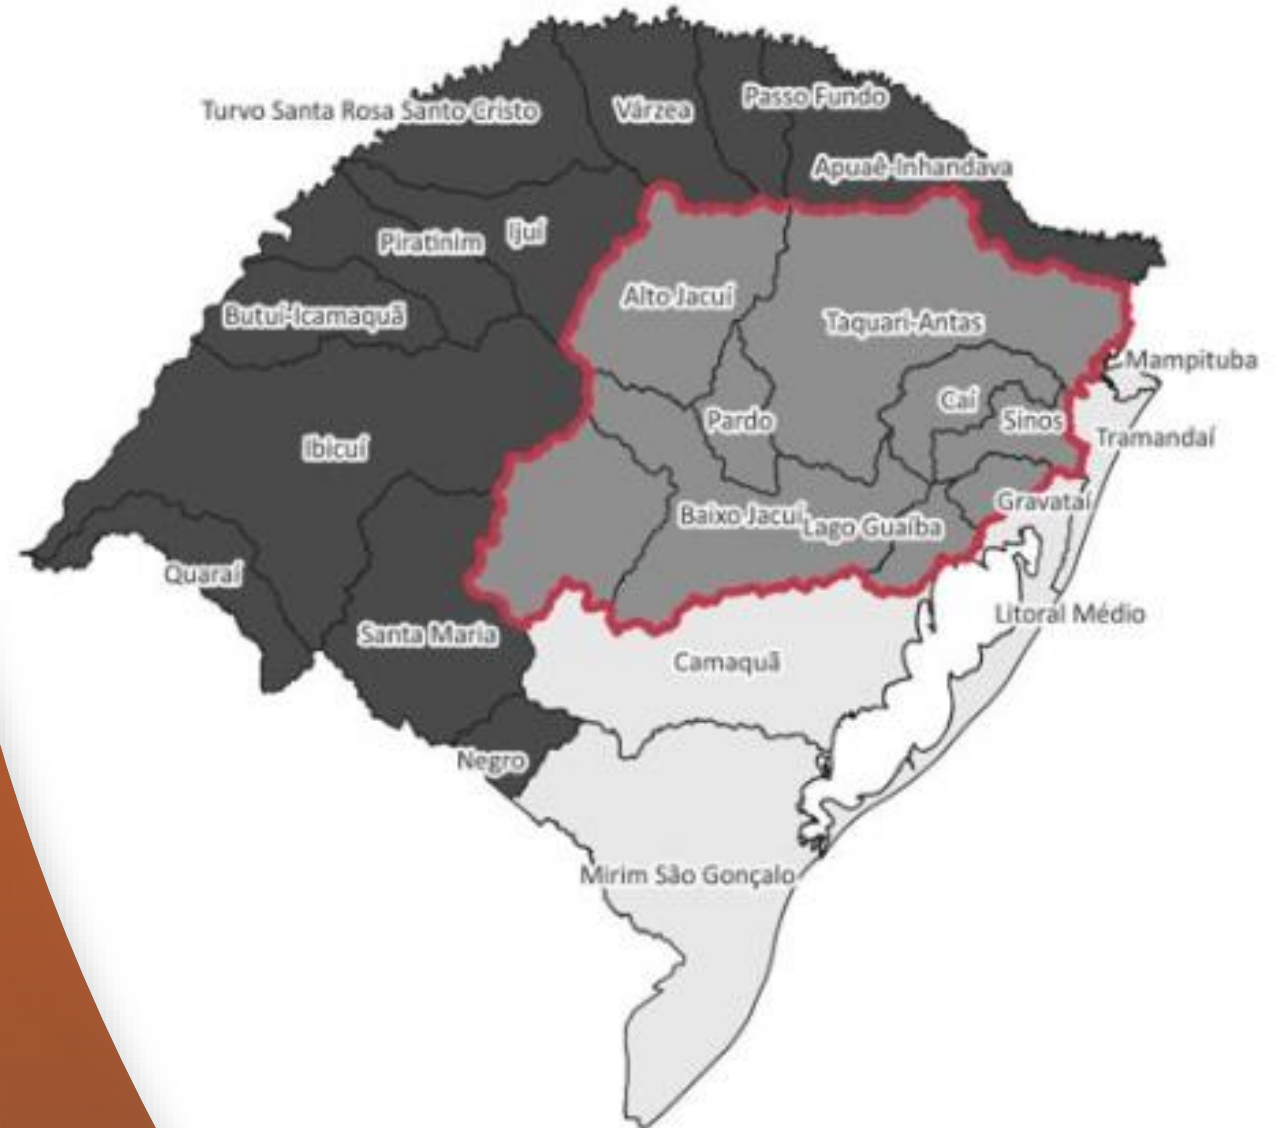 Passo Fundo
Turvo Santa Rosa Santo Cristo
Várzea
Apuaê-Inhandava
Ijuí
Piratinim
Alto Jacuí
Butuí-Icamaquã
Taquari-Antas
Mampituba
Caí
Pardo
Sinos
Tramandaí
Ibicuí
Gravataí
Baixo Jacuí
Lago Guaíba
Quaraí
Litoral Médio
Santa Maria
Camaquã
Negro
Mirim São Gonçalo